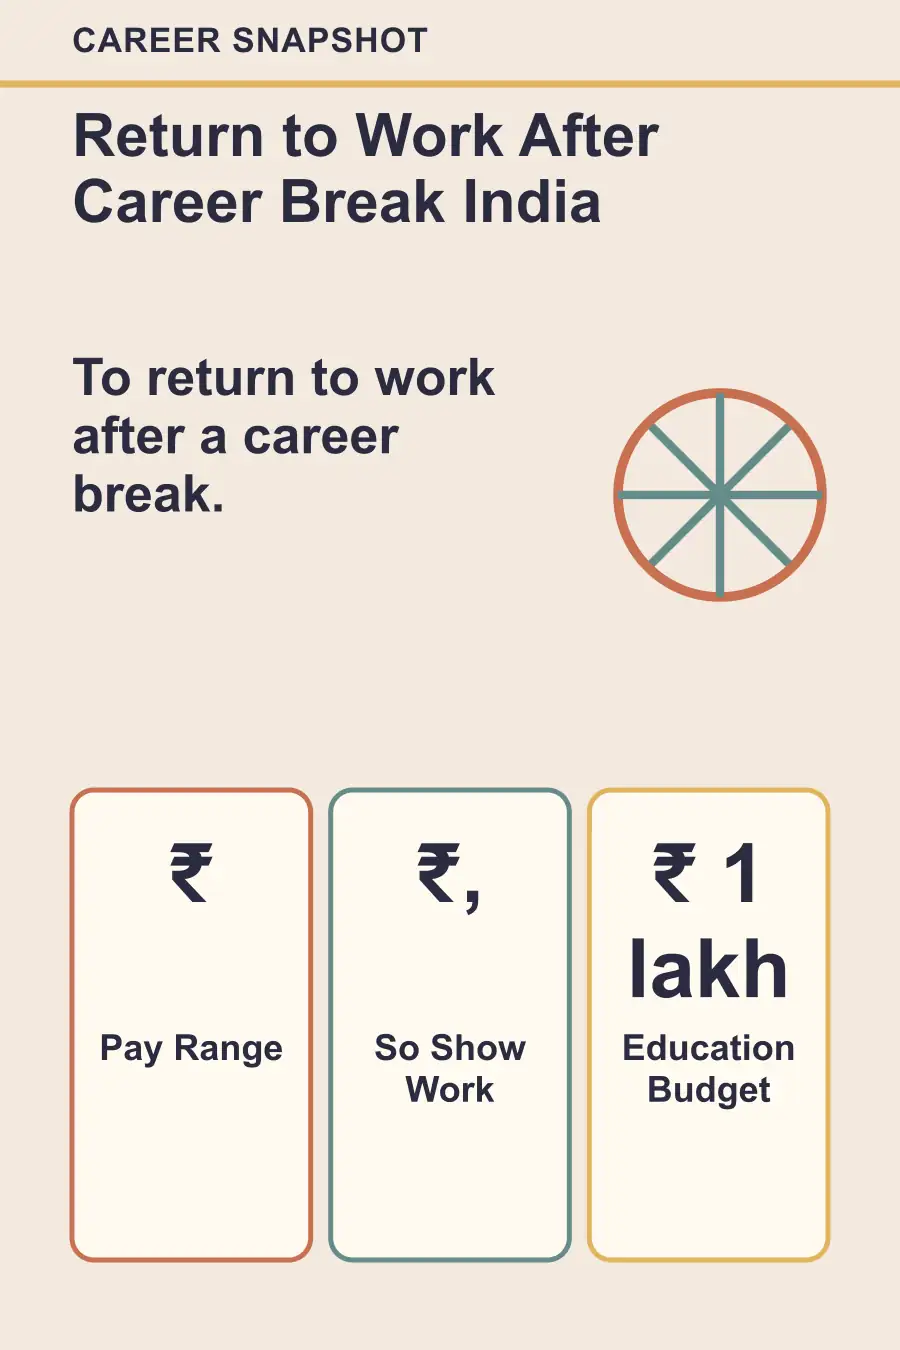 CAREER SNAPSHOT
Return to Work After
Career Break India
To return to work
after a career
break.
₹
Pay Range
₹,
So Show
Work
₹ 1
lakh
Education
Budget